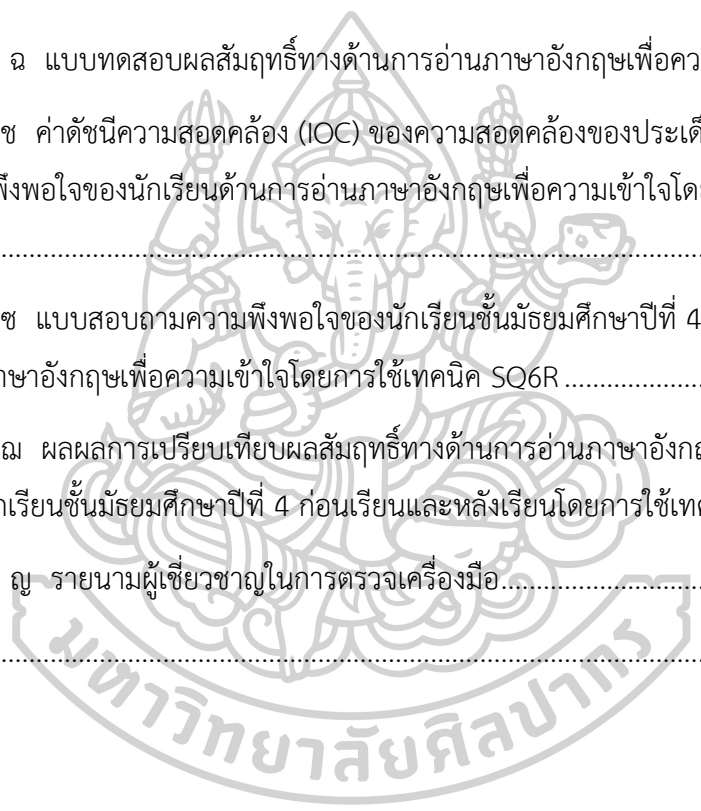 ฉ แบบทดสอบผลสัมฤทธิ์ทางด้านการอ่านภาษาอังกฤษเพื่อคว
ช ค่าดัชนีความสอดคล้อง (IOC) ของความสอดคล้องของประเด็
พึงพอใจของนักเรียนด้านการอ่านภาษาอังกฤษเพื่อความเข้าใจโด
................................................................................
ซ แบบสอบถามความพึงพอใจของนักเรียนชั้นมัธยมศึกษาปีที่ 4
าษาอังกฤษเพื่อความเข้าใจโดยการใช้เทคนิค SQ6R......................
ฌ ผลผลการเปรียบเทียบผลสัมฤทธิ์ทางด้านการอ่านภาษาอังก
กเรียนชั้นมัธยมศึกษาปีที่ 4 ก่อนเรียนและหลังเรียนโดยการใช้เท
ญ รายนามผู้เชี่ยวชาญในการตรวจเครื่องมือ..............................
................................................................................
มหาวิทยาลัยศิลปากร